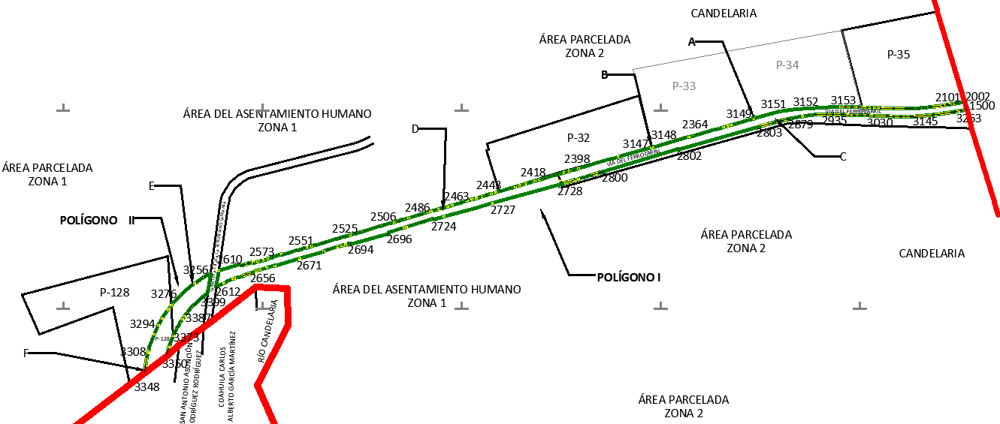 CANDELARIA
ÁREA PARCELADA
ZONA 2
A
P-35
P-34
B
P-33
2101
2002
1500
3151
3152
3153
VÍA DEL FERROCARRIL
3149
2879
2935
3030
3145
3263
2803
ÁREA DEL ASENTAMIENTO HUMANO
ZONA 1
D
P-32
3147
3148
2364
VÍA DEL FERROCARRIL
2802
C
2398
2418
2800
2443
2728
2463
2727
ÁREA PARCELADA
ZONA 1
E
2486
2724
POLÍGONO II
2506
2696
2525
2694
2551
2671
2573
2656
2610
2612
3256
ÁREA PARCELADA
ZONA 2
CANDELARIA
POLÍGONO I
ÁREA DEL ASENTAMIENTO HUMANO
ZONA 1
P-128
3276
3399
3387
3294
3373
P-128
3308
F
3350
3348
RÍO CANDELARIA
SAN ANTONIO ASUNCIÓN
RODRÍGUEZ RODRÍGUEZ
COAHUILA CARLOS
ALBERTO GARCÍA MARTÍNEZ
ÁREA PARCELADA
ZONA 2